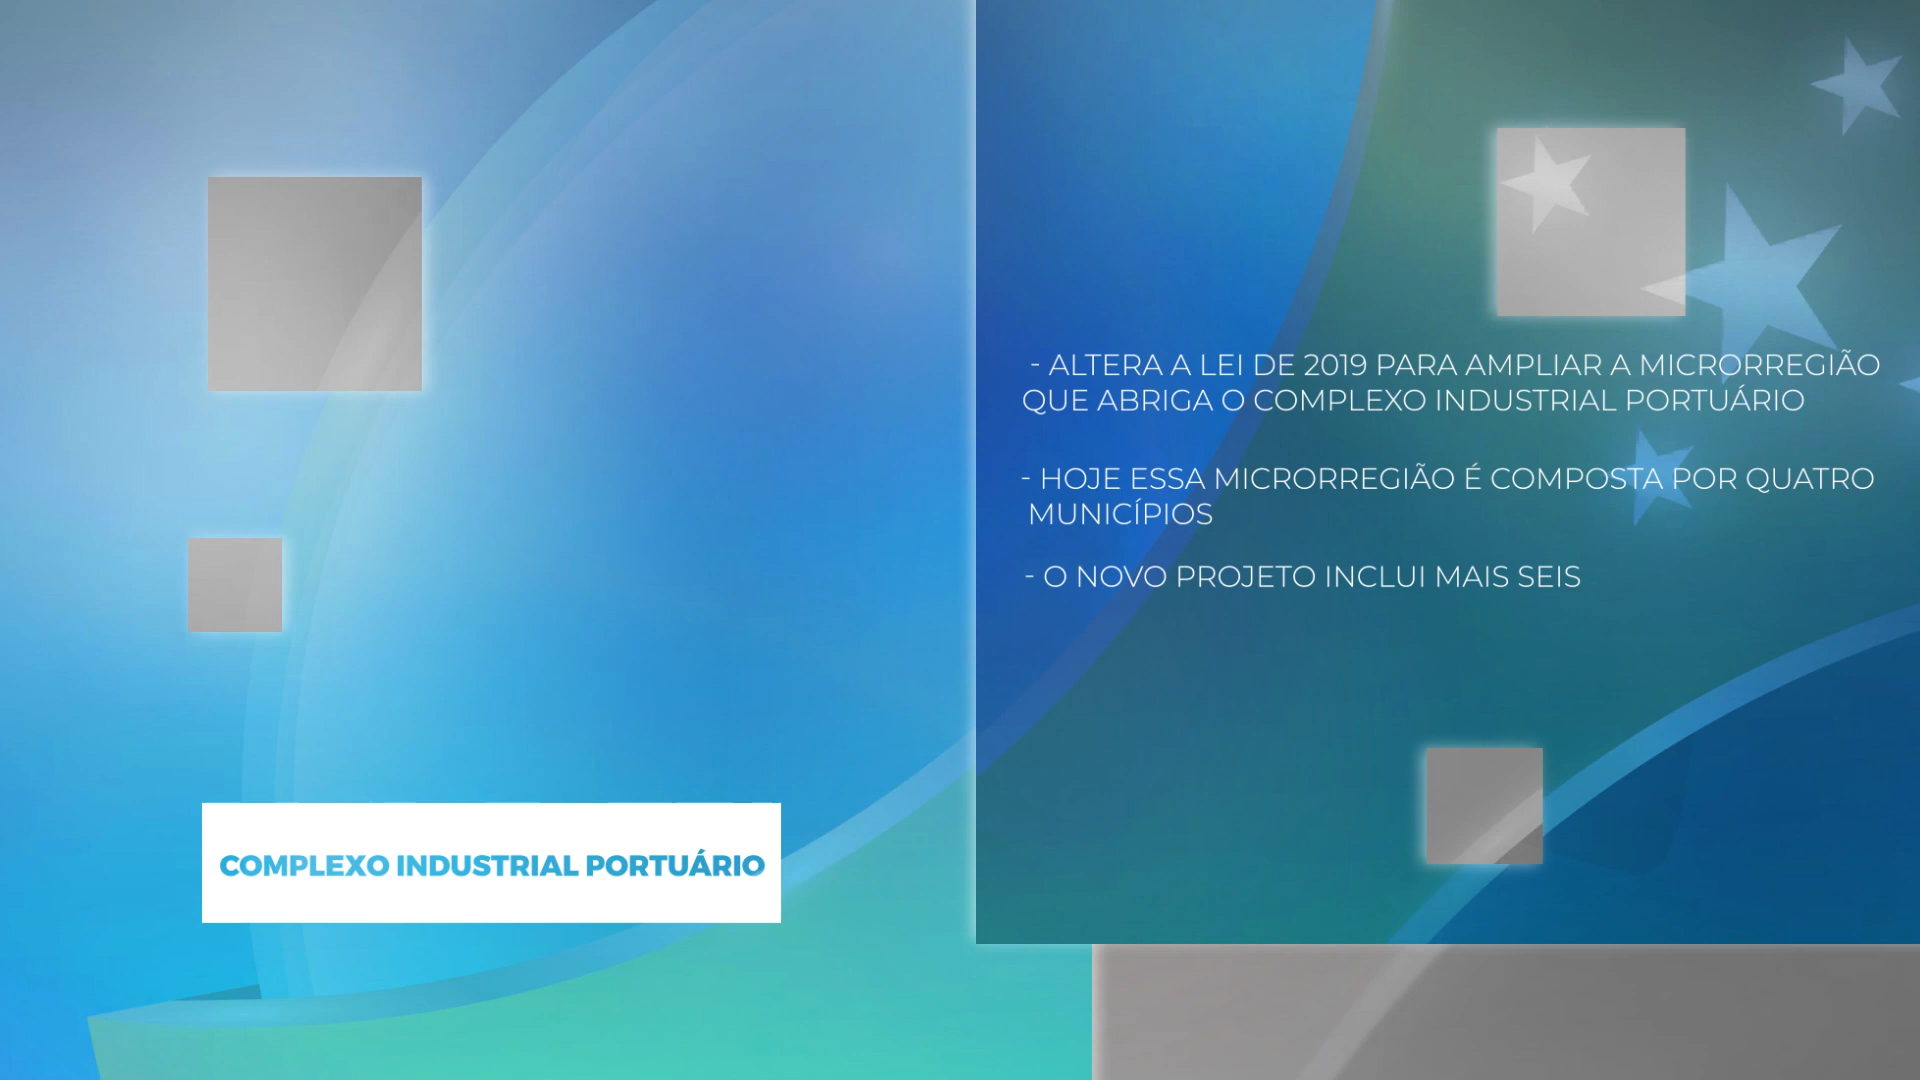 - ALTERA A LEI DE 2019 PARA AMPLIAR A MICRORREGIÃO
QUE ABRIGA O COMPLEXO INDUSTRIAL PORTUÁRIO
- HOJE ESSA MICRORREGIÃO É COMPOSTA POR QUATRO
MUNICÍPIOS
- O NOVO PROJETO INCLUI MAIS SEIS
COMPLEXO INDUSTRIAL PORTUÁRIO